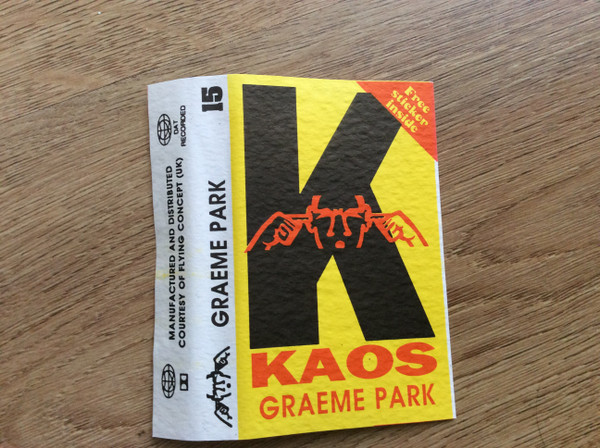 Free
sticker
inside
K
KAOS
GRAEME PARK
15
GRAEME PARK
DAT
RECORDED
MANUFACTURED AND DISTRIBUTED
COURTESY OF FLYING CONCEPT (UK)